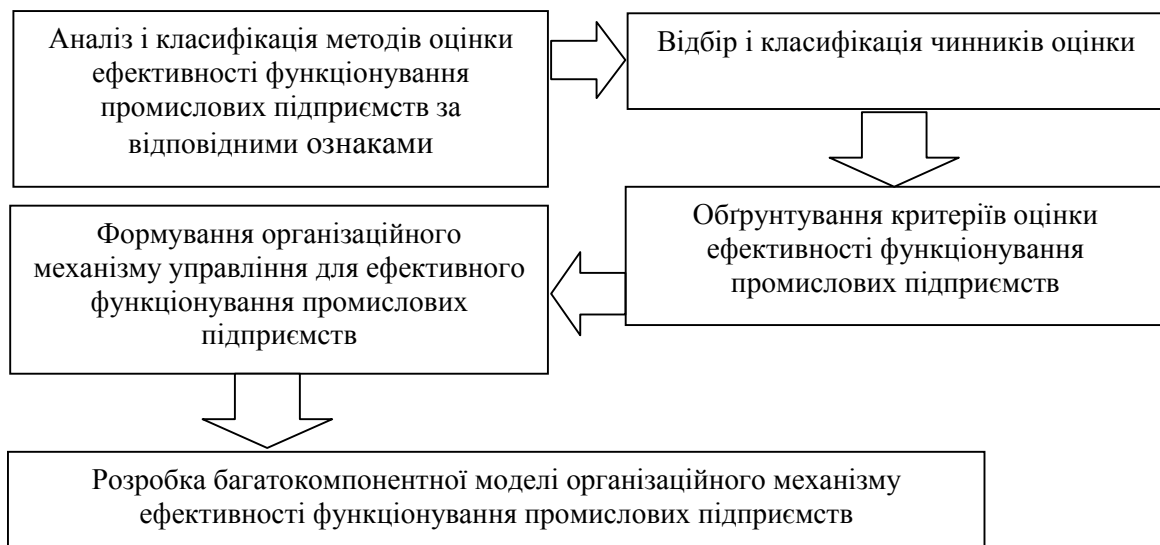 Аналіз і класифікація методів оцінки
ефективності функціонування
промислових підприємств за
відповідними ознаками
Відбір і класифікація чинників оцінки
Обґрунтування критеріїв оцінки
ефективності функціонування
промислових підприємств
Формування організаційного
механізму управління для ефективного
функціонування промислових
підприємств
Розробка багатокомпонентної моделі організаційного механізму
ефективності функціонування промислових підприємств